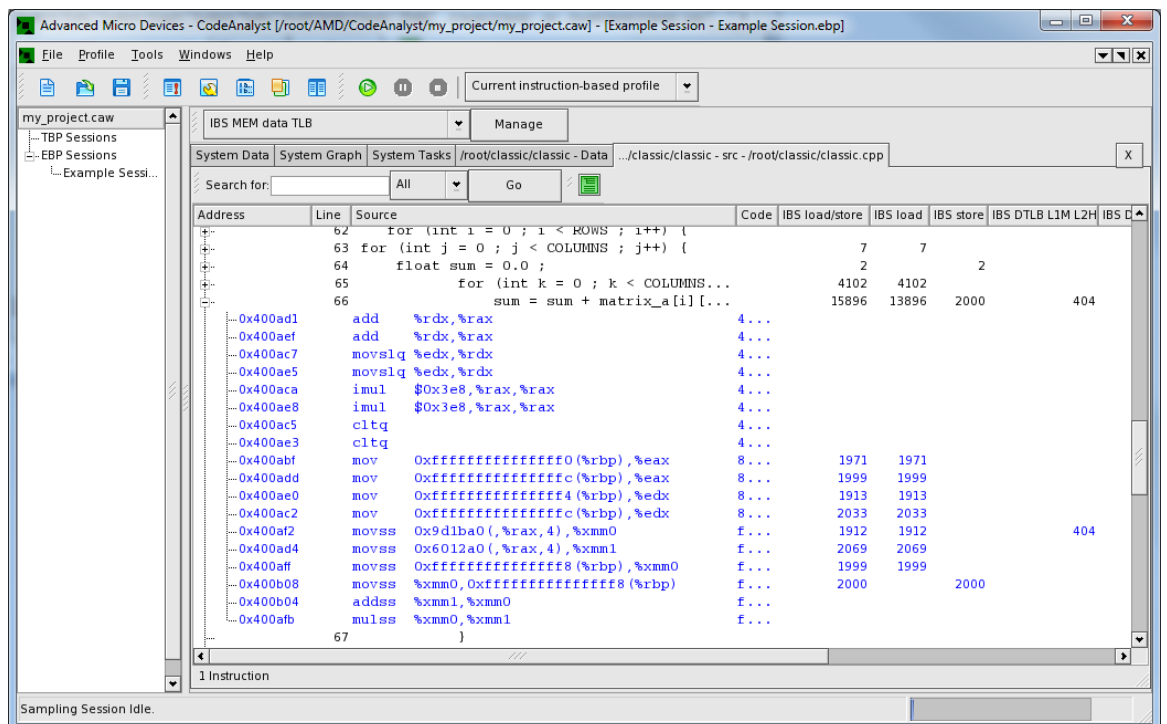 Advanced Micro Devices - CodeAnalyst [/root/AMD/CodeAnalyst/my_project/my_project.caw] - [Example Session - Example Session.ebp]
File Profile Tools Windows Help
Current instruction-based profile
my_project.caw
TBP Sessions
EBP Sessions
Example Sessi...
IBS MEM data TLB Manage
System Data System Graph System Tasks /root/classic/classic - Data .../classic/classic - src - /root/classic/classic.cpp X
Search for: All Go
Address Line Source Code IBS load/store IBS load IBS store IBS DTLB L1M L2H IBS D
62 for (int i = 0 ; i < ROWS ; i++) {
63 for (int j = 0 ; j < COLUMNS ; j++) { 7 7
64 float sum = 0.0 ; 2 2
65 for (int k = 0 ; k < COLUMNS... 4102 4102
66 sum = sum + matrix_a[i][... 15896 13896 2000 404
0x400ad1 add %rdx,%rax 4...
0x400aef add %rdx,%rax 4...
0x400ac7 movslq %edx,%rdx 4...
0x400ae5 movslq %edx,%rdx 4...
0x400aca imul $0x3e8,%rax,%rax 4...
0x400ae8 imul $0x3e8,%rax,%rax 4...
0x400ac5 cltq 4...
0x400ae3 cltq 4...
0x400abf mov 0xfffffffffffffff0(%rbp),%eax 8... 1971 1971
0x400add mov 0xfffffffffffffffc(%rbp),%eax 8... 1999 1999
0x400ae0 mov 0xfffffffffffffff4(%rbp),%edx 8... 1913 1913
0x400ac2 mov 0xfffffffffffffffc(%rbp),%edx 8... 2033 2033
0x400af2 movss 0x9d1ba0(,%rax,4),%xmm0 f... 1912 1912 404
0x400ad4 movss 0x6012a0(,%rax,4),%xmm1 f... 2069 2069
0x400aff movss 0xfffffffffffffff8(%rbp),%xmm0 f... 1999 1999
0x400b08 movss %xmm0,0xfffffffffffffff8(%rbp) f... 2000 2000
0x400b04 addss %xmm1,%xmm0 f...
0x400afb mulss %xmm0,%xmm1 f...
67 }
1 Instruction
Sampling Session Idle.